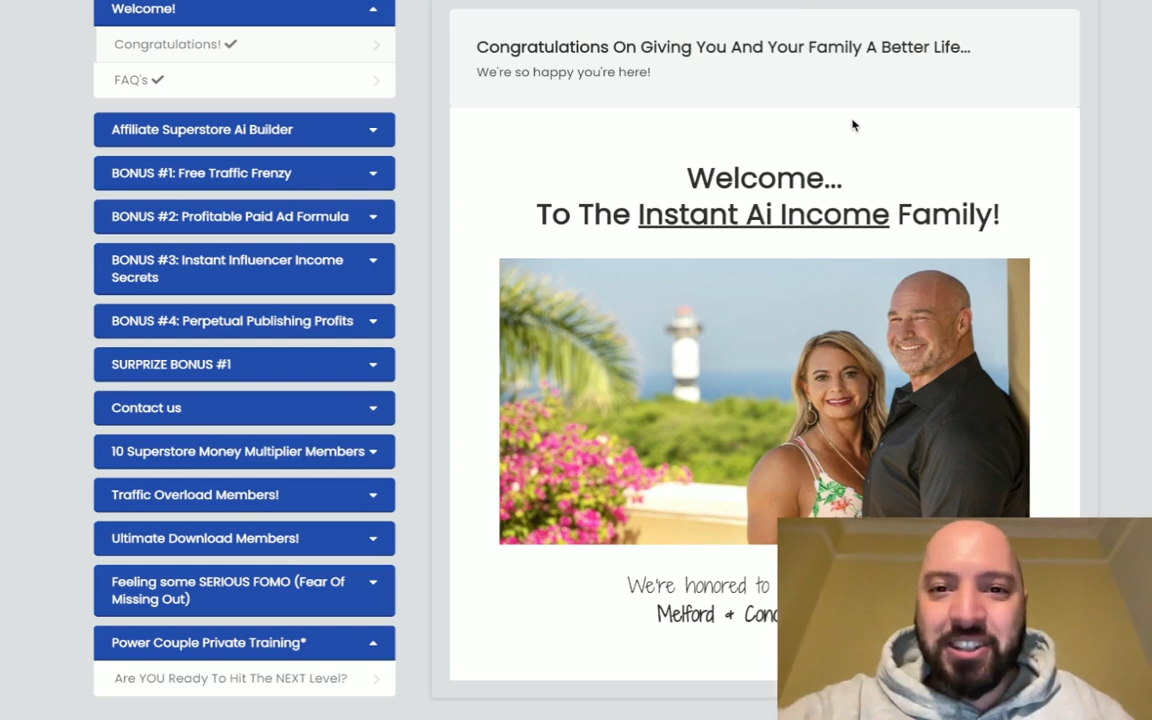 Welcome!
Congratulations! ✔
FAQ's ✔
Affiliate Superstore Ai Builder
BONUS #1: Free Traffic Frenzy
BONUS #2: Profitable Paid Ad Formula
BONUS #3: Instant Influencer Income
Secrets
BONUS #4: Perpetual Publishing Profits
SURPRIZE BONUS #1
Contact us
10 Superstore Money Multiplier Members
Traffic Overload Members!
Ultimate Download Members!
Feeling some SERIOUS FOMO (Fear Of
Missing Out)
Power Couple Private Training*
Are YOU Ready To Hit The NEXT Level?
Congratulations On Giving You And Your Family A Better Life...
We're so happy you're here!
Welcome...
To The Instant Ai Income Family!
We're honored to
Melford &